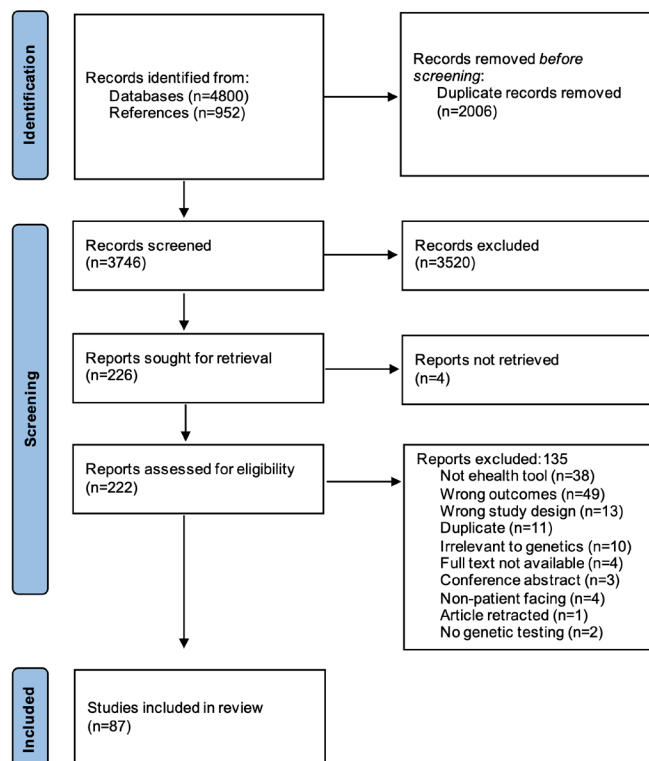 Identification
Records identified from:
Databases (n=4800)
References (n=952)
Records removed before
screening:
Duplicate records removed
(n=2006)
Screening
Records screened
(n=3746)
Records excluded
(n=3520)
Reports sought for retrieval
(n=226)
Reports not retrieved
(n=4)
Reports assessed for eligibility
(n=222)
Reports excluded:135
Not ehealth tool (n=38)
Wrong outcomes (n=49)
Wrong study design (n=13)
Duplicate (n=11)
Irrelevant to genetics (n=10)
Full text not available (n=4)
Conference abstract (n=3)
Non-patient facing (n=4)
Article retracted (n=1)
No genetic testing (n=2)
Included
Studies included in review
(n=87)